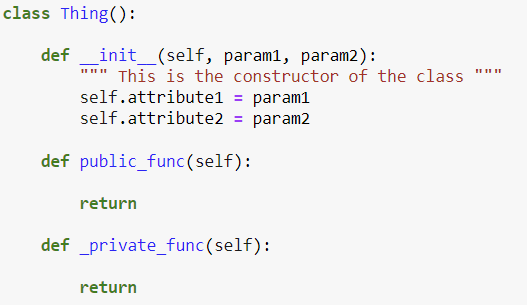 class Thing():
def __init__(self, param1, param2):
""" This is the constructor of the class """
self.attribute1 = param1
self.attribute2 = param2
def public_func(self):
return
def _private_func(self):
return